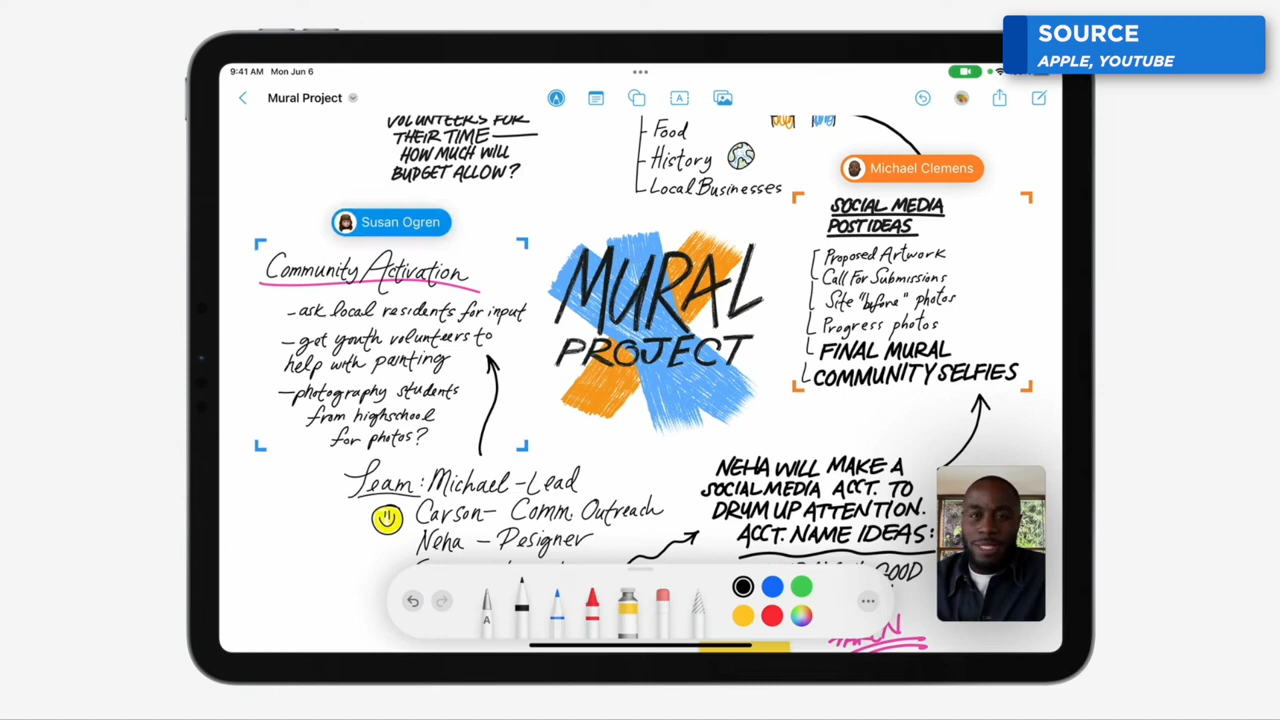 SOURCE
APPLE, YOUTUBE
9:41 AM Mon Jun 6
Mural Project
VOLUNTEERS FOR
THEIR TIME
HOW MUCH WILL
BUDGET ALLOW?
Food
History
Local Businesses
Michael Clemens
SOCIAL MEDIA
POST IDEAS
Proposed Artwork
Call For Submissions
Site "before" photos
Progress photos
FINAL MURAL
COMMUNITY SELFIES
Susan Ogren
Community Activation
- ask local residents for input
- get youth volunteers to
help with painting
- photography students
from highschool
for photos?
MURAL
PROJECT
Team: Michael - Lead
Carson - Comm. Outreach
Neha - Designer
NEHA WILL MAKE A
SOCIAL MEDIA ACCT. TO
DRUM UP ATTENTION.
ACCT. NAME IDEAS:
GOOD
A